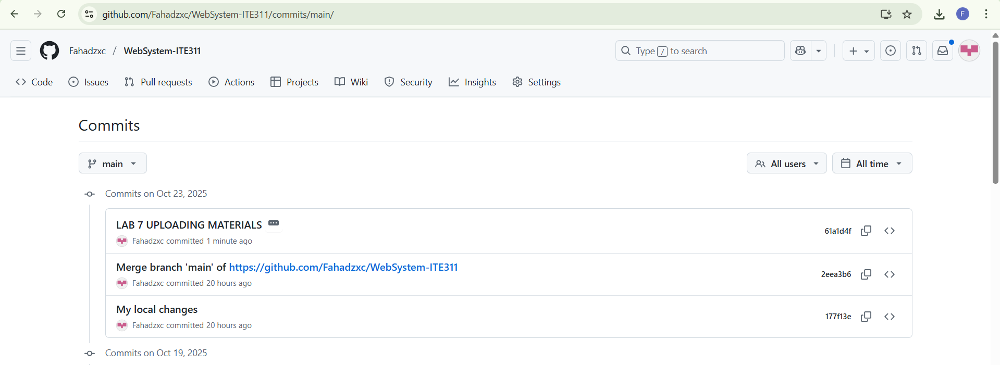 github.com/Fahadzxc/WebSystem-ITE311/commits/main/
F
Fahadzxc / WebSystem-ITE311
Type / to search
Code Issues Pull requests Actions Projects Wiki Security Insights Settings
Commits
main
All users All time
Commits on Oct 23, 2025
LAB 7 UPLOADING MATERIALS
61a1d4f
Fahadzxc committed 1 minute ago
Merge branch 'main' of https://github.com/Fahadzxc/WebSystem-ITE311
2eea3b6
Fahadzxc committed 20 hours ago
My local changes
177f13e
Fahadzxc committed 20 hours ago
Commits on Oct 19, 2025